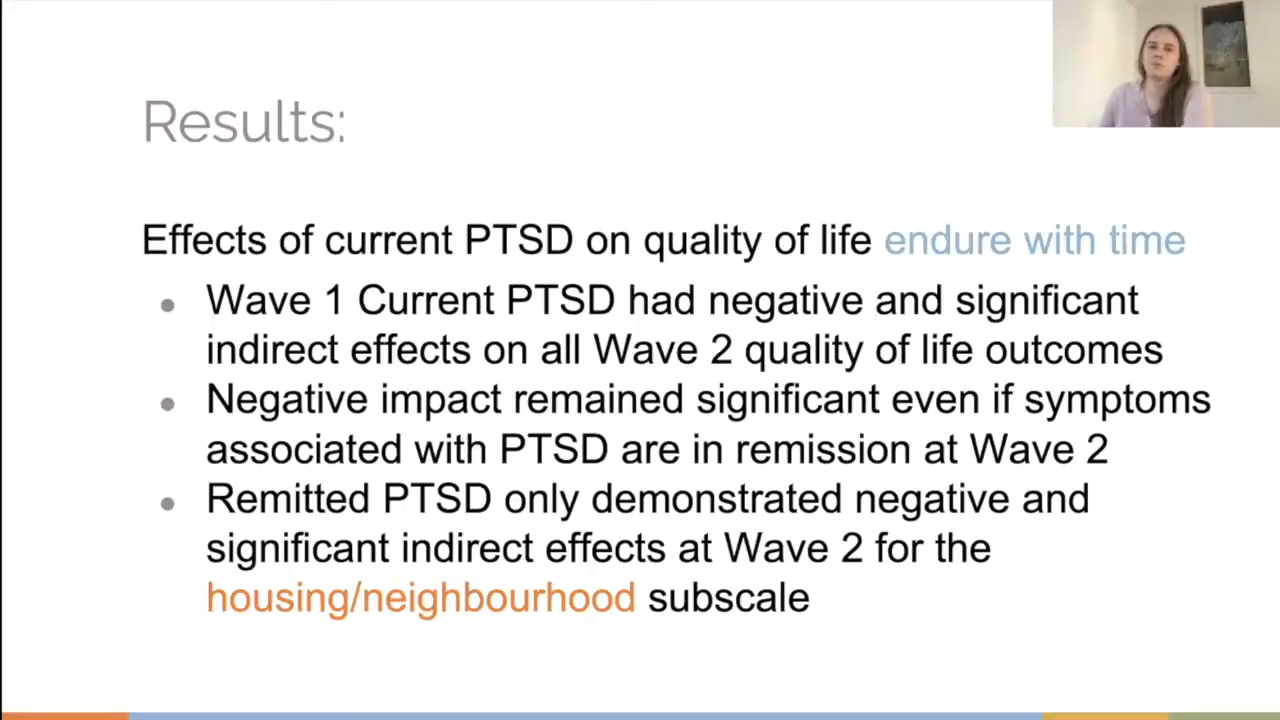 Results:
Effects of current PTSD on quality of life endure with time
Wave 1 Current PTSD had negative and significant
indirect effects on all Wave 2 quality of life outcomes
Negative impact remained significant even if symptoms
associated with PTSD are in remission at Wave 2
Remitted PTSD only demonstrated negative and
significant indirect effects at Wave 2 for the
housing/neighbourhood subscale